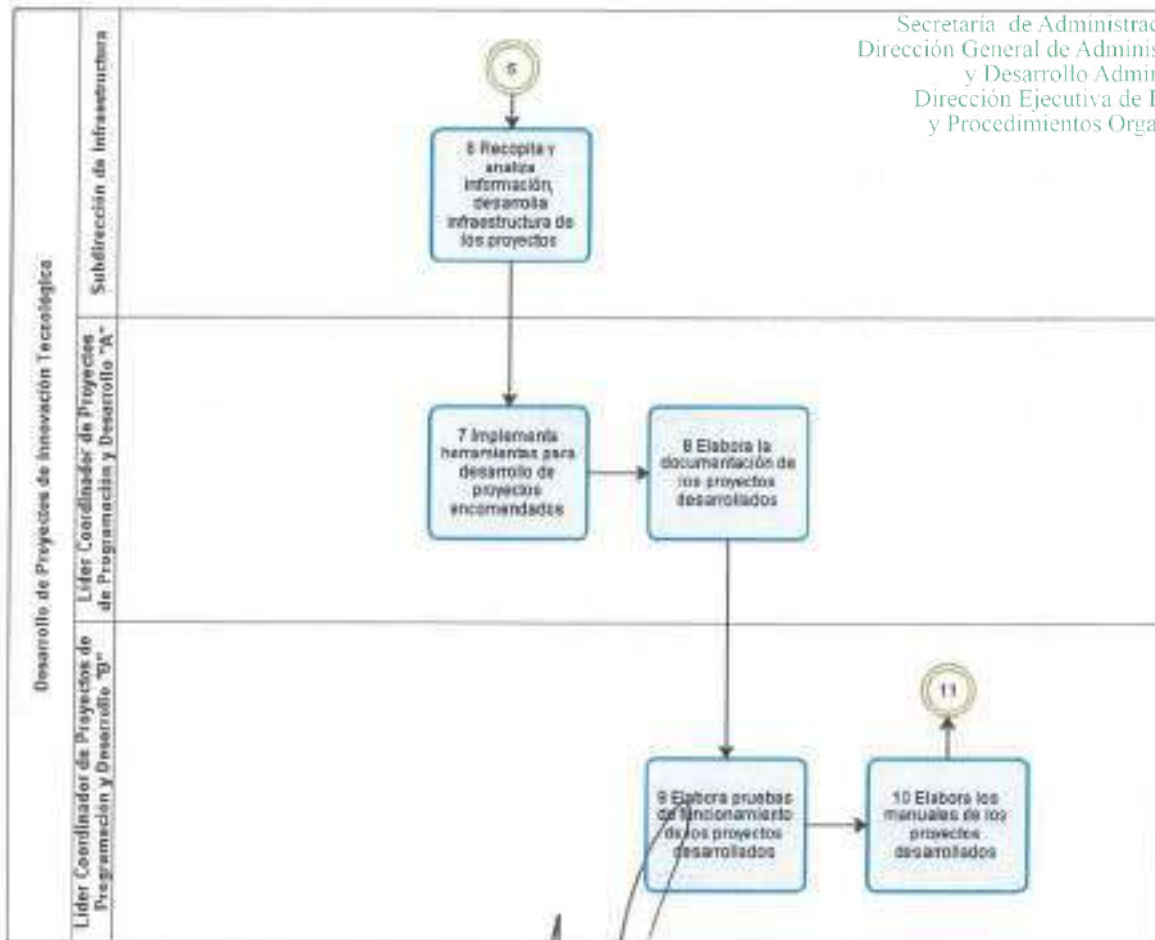 Secretaría de Administrac
Dirección General de Adminis
y Desarrollo Admin
Dirección Ejecutiva de
y Procedimientos Orga
Desarrollo de Proyectos de Innovación Tecnológica
Subdirección de Infraestructura
6 Recopila y
analiza
información,
desarrolla
infraestructura de
los proyectos
Líder Coordinador de Proyectos
de Programación y Desarrollo "A"
7 Implementa
herramientas para
desarrollo de
proyectos
encomendados
8 Elabora la
documentación de
los proyectos
desarrollados
Líder Coordinador de Proyectos de
Programación y Desarrollo "B"
11
9 Elabora pruebas
de funcionamiento
de los proyectos
desarrollados
10 Elabora los
manuales de los
proyectos
desarrollados